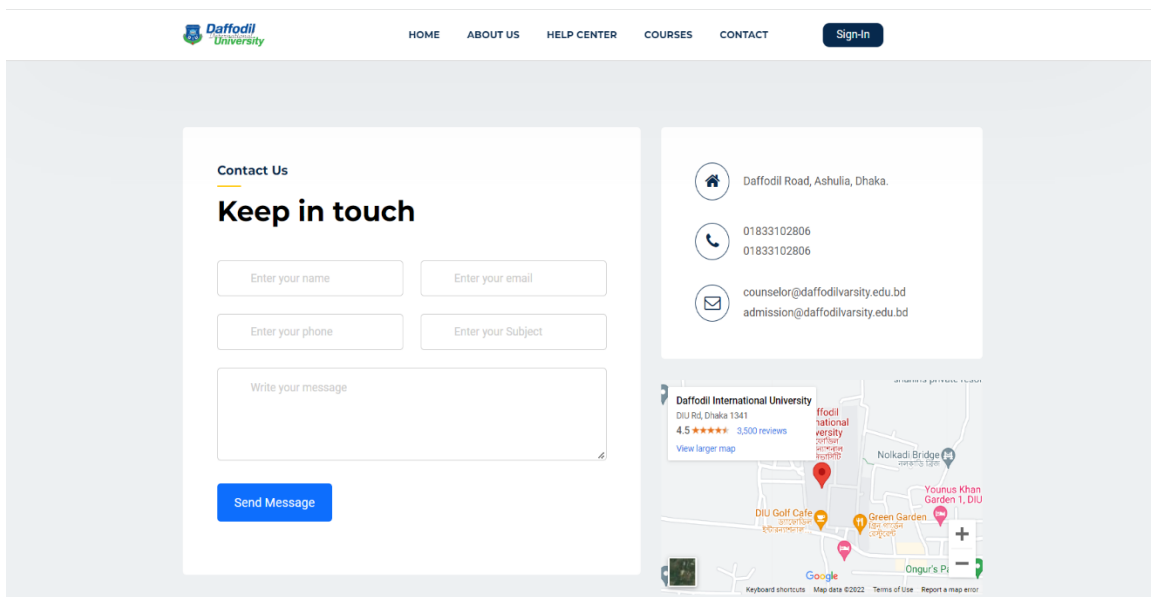 Daffodil
International
University
HOME
ABOUT US
HELP CENTER
COURSES
CONTACT
Sign-In
Contact Us
Keep in touch
Enter your name
Enter your email
Enter your phone
Enter your Subject
Write your message
Send Message
Daffodil Road, Ashulia, Dhaka.
01833102806
01833102806
counselor@daffodilvarsity.edu.bd
admission@daffodilvarsity.edu.bd
Daffodil International University
DIU Rd, Dhaka 1341
4.5
3,500 reviews
View larger map
ffodil
national
versity
Nolkadi Bridge
নলকাডি ব্রিজ
Younus Khan
Garden 1, DIU
DIU Golf Cafe
Green Garden
গ্রিন গার্ডেন
Ongur's Pa
Google
Keyboard shortcuts
Map data ©2022
Terms of Use
Report a map error